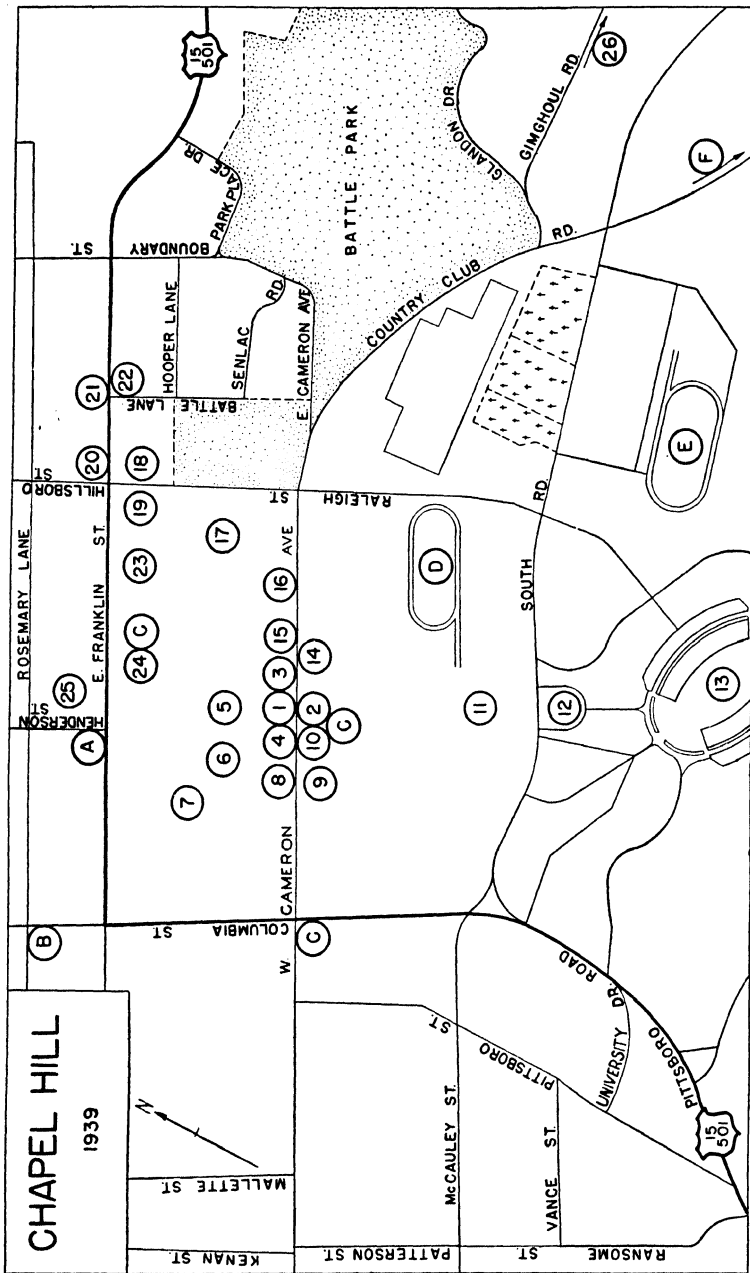 CHAPEL HILL
1939
N
KENAN ST.
MALLETTE ST.
PATTERSON ST.
RANSOME ST.
McCAULEY ST.
VANCE ST.
PITTSBORO ST.
UNIVERSITY DR.
PITTSBORO ROAD
15
501
W. CAMERON AVE
COLUMBIA ST
ROSEMARY LANE
E. FRANKLIN ST.
HENDERSON ST.
HILLSBORO ST.
RALEIGH ST
BATTLE LANE
HOOPER LANE
SENLAC RD.
E. CAMERON AVE
BOUNDARY ST.
PARK PLACE DR.
15
501
BATTLE PARK
GLANDON DR.
GIMGHOUL RD.
COUNTRY CLUB RD.
SOUTH RD.
B
A
25
24
C
23
19
18
20
21
22
7
6
5
17
8
4
1
3
15
16
9
10
2
14
C
C
11
12
13
D
E
F
26